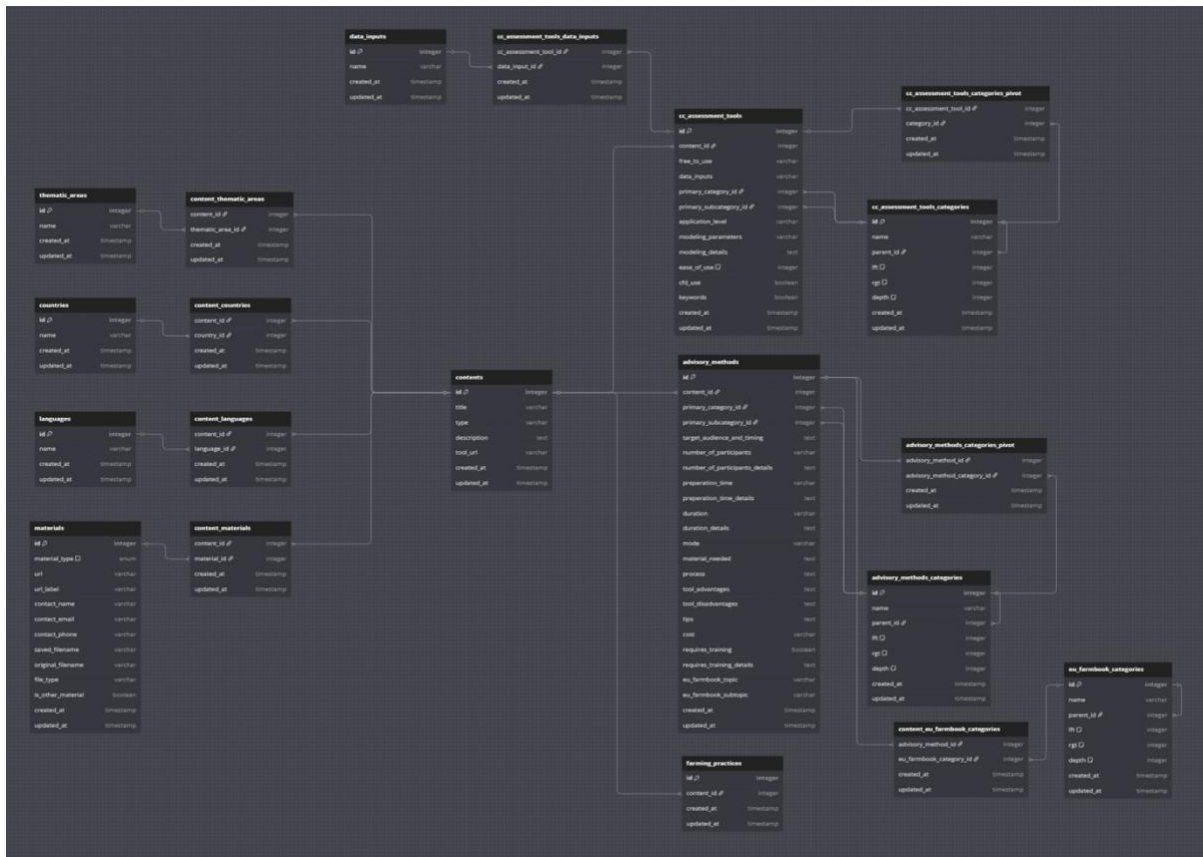 data_inputs
id integer
name varchar
created_at timestamp
updated_at timestamp
cc_assessment_tools_data_inputs
cc_assessment_tool_id integer
data_input_id integer
created_at timestamp
updated_at timestamp
cc_assessment_tools
id integer
content_id integer
free_to_use varchar
data_inputs varchar
primary_category_id integer
primary_subcategory_id integer
application_level varchar
modeling_parameters varchar
modeling_details text
ease_of_use integer
cfd_use boolean
keywords boolean
created_at timestamp
updated_at timestamp
cc_assessment_tools_categories_pivot
cc_assessment_tool_id integer
category_id integer
created_at timestamp
updated_at timestamp
cc_assessment_tools_categories
id integer
name varchar
parent_id integer
lft integer
rgt integer
depth integer
created_at timestamp
updated_at timestamp
thematic_areas
id integer
name varchar
created_at timestamp
updated_at timestamp
content_thematic_areas
content_id integer
thematic_area_id integer
created_at timestamp
updated_at timestamp
countries
id integer
name varchar
created_at timestamp
updated_at timestamp
content_countries
content_id integer
country_id integer
created_at timestamp
updated_at timestamp
languages
id integer
name varchar
created_at timestamp
updated_at timestamp
content_languages
content_id integer
language_id integer
created_at timestamp
updated_at timestamp
materials
id integer
material_type enum
url varchar
url_label varchar
contact_name varchar
contact_email varchar
contact_phone varchar
saved_filename varchar
original_filename varchar
file_type varchar
is_other_material boolean
created_at timestamp
updated_at timestamp
content_materials
content_id integer
material_id integer
created_at timestamp
updated_at timestamp
contents
id integer
title varchar
type varchar
description text
tool_url varchar
created_at timestamp
updated_at timestamp
advisory_methods
id integer
content_id integer
primary_category_id integer
primary_subcategory_id integer
target_audience_and_timing text
number_of_participants varchar
number_of_participants_details text
preperation_time varchar
preperation_time_details text
duration varchar
duration_details text
mode varchar
material_needed text
process text
tool_advantages text
tool_disadvantages text
tips text
cost varchar
requires_training boolean
requires_training_details text
eu_farmbook_topic varchar
eu_farmbook_subtopic varchar
created_at timestamp
updated_at timestamp
advisory_methods_categories_pivot
advisory_method_id integer
advisory_method_category_id integer
created_at timestamp
updated_at timestamp
advisory_methods_categories
id integer
name varchar
parent_id integer
lft integer
rgt integer
depth integer
created_at timestamp
updated_at timestamp
eu_farmbook_categories
id integer
name varchar
parent_id integer
lft integer
rgt integer
depth integer
created_at timestamp
updated_at timestamp
content_eu_farmbook_categories
advisory_method_id integer
eu_farmbook_category_id integer
created_at timestamp
updated_at timestamp
farming_practices
id integer
content_id integer
created_at timestamp
updated_at timestamp